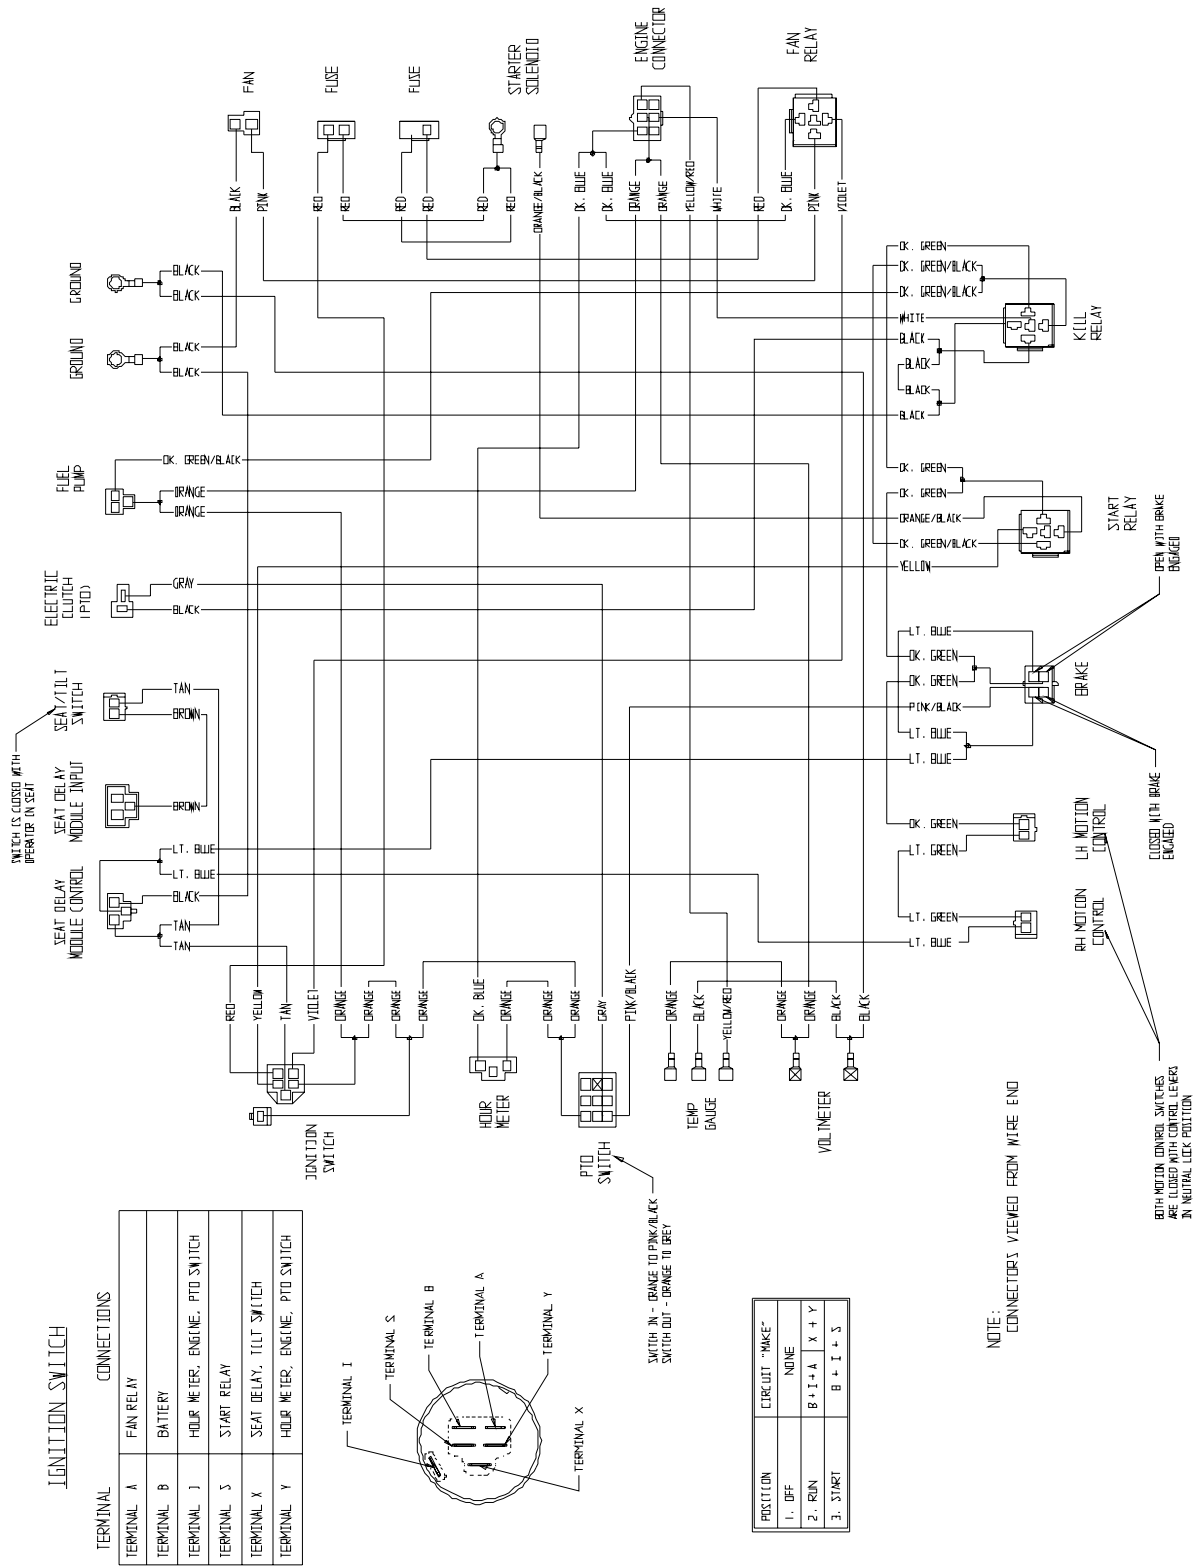 IGNITION SWITCH
TERMINAL CONNECTIONS
TERMINAL A FAN RELAY
TERMINAL B BATTERY
TERMINAL I HOUR METER, ENGINE, PTO SWITCH
TERMINAL S START RELAY
TERMINAL X SEAT DELAY, TILT SWITCH
TERMINAL Y HOUR METER, ENGINE, PTO SWITCH
TERMINAL I
TERMINAL S
TERMINAL B
TERMINAL A
TERMINAL Y
TERMINAL X
POSITION CIRCUIT "MAKE"
1. OFF NONE
2. RUN B+I+A X+Y
3. START B + I + S
NOTE:
CONNECTORS VIEWED FROM WIRE END
SWITCH IS CLOSED WITH
OPERATOR IN SEAT
SEAT DELAY
MODULE CONTROL
SEAT DELAY
MODULE INPUT
SEAT/TILT
SWITCH
ELECTRIC
CLUTCH
(PTO)
FUEL
PUMP
GROUND
GROUND
FAN
FUSE
FUSE
STARTER
SOLENOID
ENGINE
CONNECTOR
FAN
RELAY
TAN
TAN
BLACK
LT. BLUE
LT. BLUE
BROWN
BROWN
TAN
BLACK
GRAY
ORANGE
ORANGE
DK. GREEN/BLACK
BLACK
BLACK
BLACK
BLACK
BLACK
PINK
RED
RED
RED
RED
RED
RED
ORANGE/BLACK
DK. BLUE
DK. BLUE
ORANGE
ORANGE
YELLOW/RED
WHITE
RED
DK. BLUE
PINK
VIOLET
IGNITION
SWITCH
RED
YELLOW
TAN
VIOLET
ORANGE
ORANGE
ORANGE
ORANGE
HOUR
METER
DK. BLUE
ORANGE
ORANGE
ORANGE
GRAY
PINK/BLACK
PTO
SWITCH
SWITCH IN - ORANGE TO PINK/BLACK
SWITCH OUT - ORANGE TO GREY
TEMP
GAUGE
ORANGE
BLACK
YELLOW/RED
VOLTMETER
ORANGE
ORANGE
BLACK
BLACK
DK. GREEN
DK. GREEN/BLACK
DK. GREEN/BLACK
WHITE
BLACK
BLACK
BLACK
BLACK
KILL
RELAY
DK. GREEN
DK. GREEN
ORANGE/BLACK
DK. GREEN/BLACK
YELLOW
START
RELAY
OPEN WITH BRAKE
ENGAGED
LT. BLUE
DK. GREEN
DK. GREEN
PINK/BLACK
LT. BLUE
LT. BLUE
BRAKE
CLOSED WITH BRAKE
ENGAGED
DK. GREEN
LT. GREEN
LH MOTION
CONTROL
LT. GREEN
LT. BLUE
RH MOTION
CONTROL
BOTH MOTION CONTROL SWITCHES
ARE CLOSED WITH CONTROL LEVERS
IN NEUTRAL LOCK POSITION